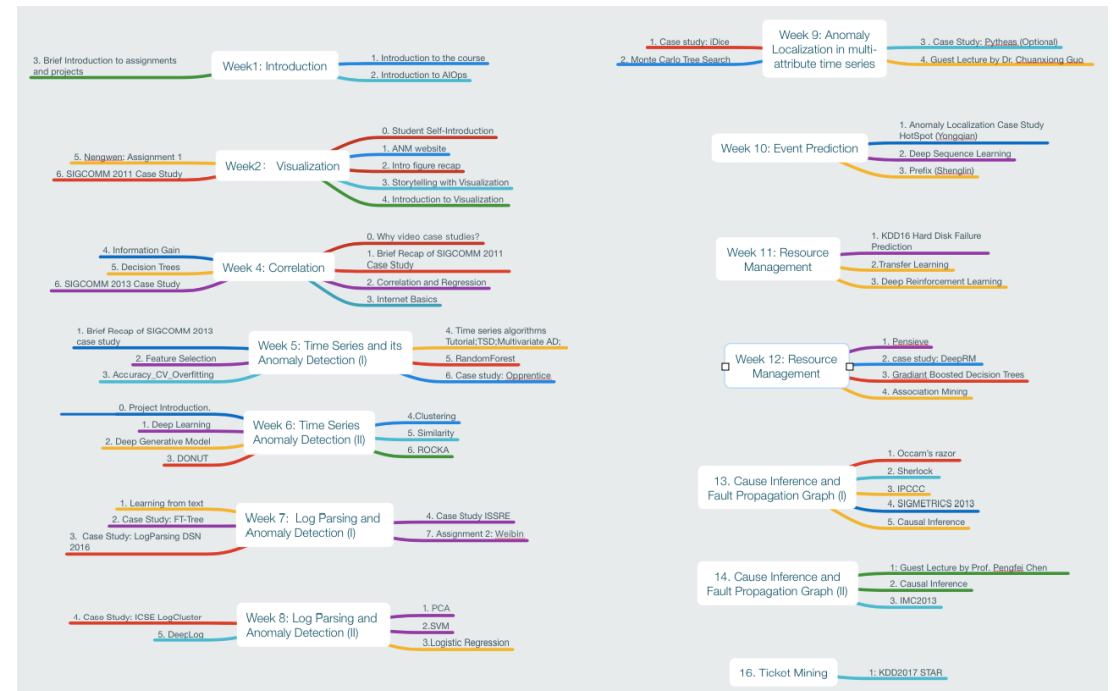 3. Brief Introduction to assignments
and projects
Week1: Introduction
1. Introduction to the course
2. Introduction to AIOps
5. Nengwen: Assignment 1
6. SIGCOMM 2011 Case Study
Week2: Visualization
0. Student Self-Introduction
1. ANM website
2. Intro figure recap
3. Storytelling with Visualization
4. Introduction to Visualization
4. Information Gain
5. Decision Trees
6. SIGCOMM 2013 Case Study
Week 4: Correlation
0. Why video case studies?
1. Brief Recap of SIGCOMM 2011
Case Study
2. Correlation and Regression
3. Internet Basics
1. Brief Recap of SIGCOMM 2013
case study
2. Feature Selection
3. Accuracy_CV_Overfitting
Week 5: Time Series and its
Anomaly Detection (I)
4. Time series algorithms
Tutorial;TSD;Multivariate AD;
5. RandomForest
6. Case study: Opprentice
0. Project Introduction.
1. Deep Learning
2. Deep Generative Model
3. DONUT
Week 6: Time Series
Anomaly Detection (II)
4.Clustering
5. Similarity
6. ROCKA
1. Learning from text
2. Case Study: FT-Tree
3. Case Study: LogParsing DSN
2016
Week 7: Log Parsing and
Anomaly Detection (I)
4. Case Study ISSRE
7. Assignment 2: Weibin
4. Case Study: ICSE LogCluster
5. DeepLog
Week 8: Log Parsing and
Anomaly Detection (II)
1. PCA
2.SVM
3.Logistic Regression
1. Case study: iDice
2. Monte Carlo Tree Search
Week 9: Anomaly
Localization in multi-
attribute time series
3 . Case Study: Pytheas (Optional)
4. Guest Lecture by Dr. Chuanxiong Guo
Week 10: Event Prediction
1. Anomaly Localization Case Study
HotSpot (Yongqian)
2. Deep Sequence Learning
3. Prefix (Shenglin)
Week 11: Resource
Management
1. KDD16 Hard Disk Failure
Prediction
2.Transfer Learning
3. Deep Reinforcement Learning
Week 12: Resource
Management
1. Pensieve
2. case study: DeepRM
3. Gradiant Boosted Decision Trees
4. Association Mining
13. Cause Inference and
Fault Propagation Graph (I)
1. Occam's razor
2. Sherlock
3. IPCCC
4. SIGMETRICS 2013
5. Causal Inference
14. Cause Inference and
Fault Propagation Graph (II)
1: Guest Lecture by Prof. Pengfei Chen
2. Causal Inference
3. IMC2013
16. Ticket Mining
1: KDD2017 STAR